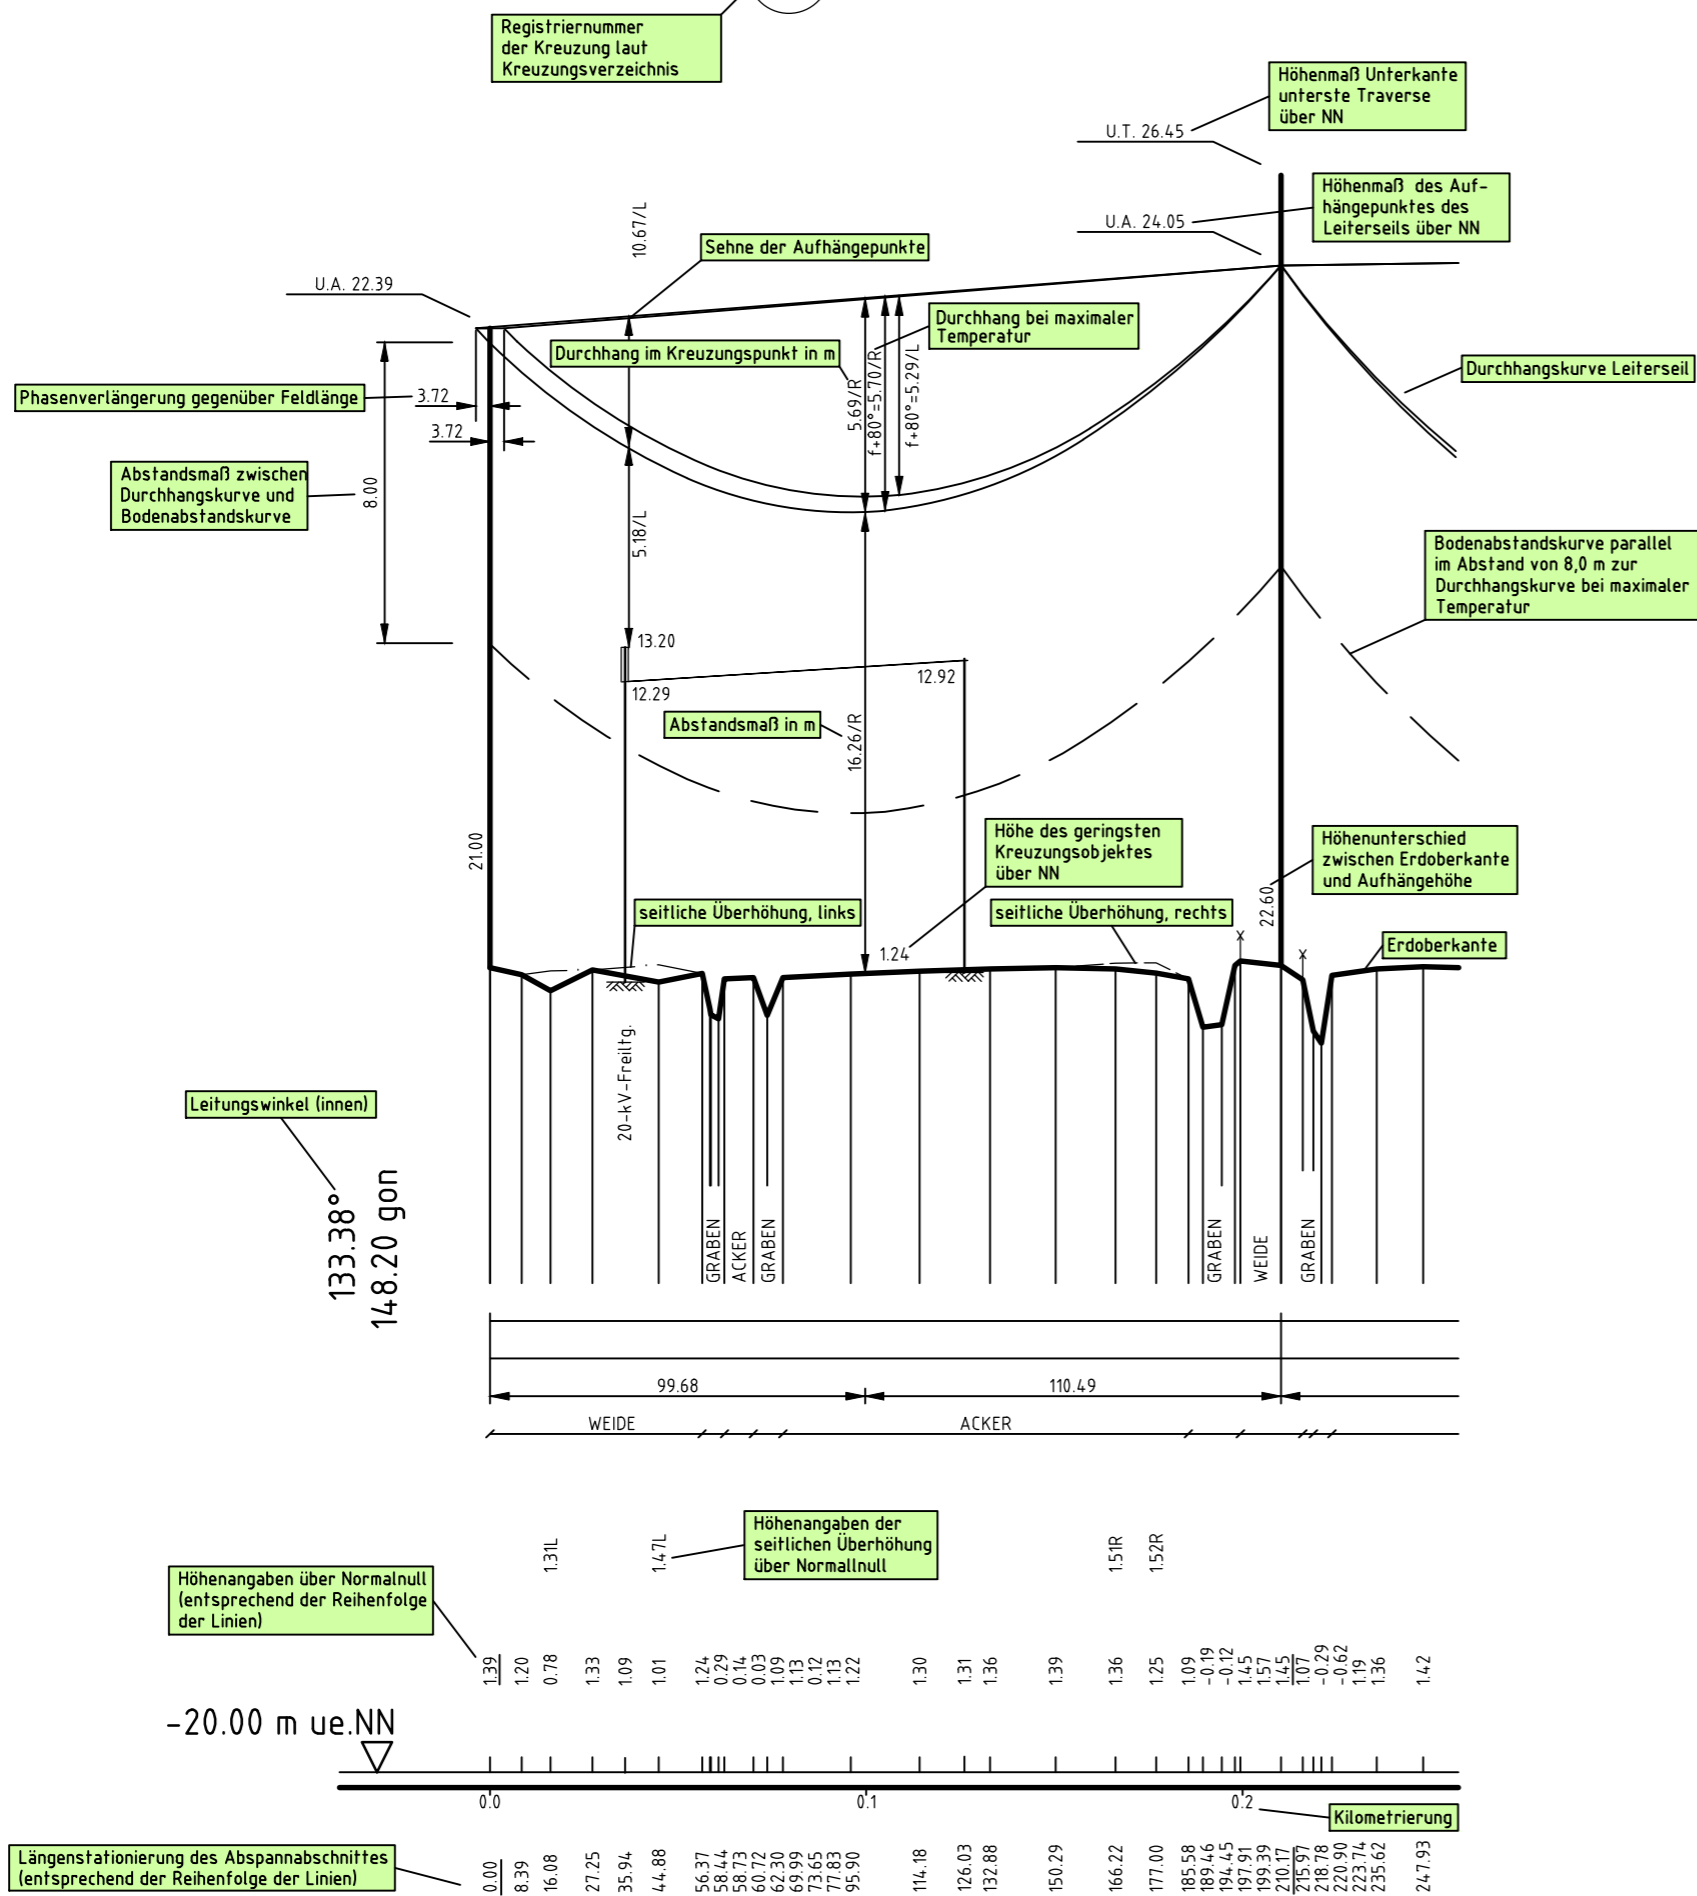 Registriernummer
der Kreuzung laut
Kreuzungsverzeichnis
Höhenmaß Unterkante
unterste Traverse
über NN
U.T. 26.45
Höhenmaß des Auf-
hängepunktes des
Leiterseils über NN
U.A. 24.05
10.67/L
Sehne der Aufhängepunkte
U.A. 22.39
Durchhang bei maximaler
Temperatur
Durchhang im Kreuzungspunkt in m
5.69/R
f+80°=5.70/R
f+80°=5.29/L
Durchhangskurve Leiterseil
Phasenverlängerung gegenüber Feldlänge
3.72
3.72
Abstandsmaß zwischen
Durchhangskurve und
Bodenabstandskurve
8.00
5.18/L
Bodenabstandskurve parallel
im Abstand von 8,0 m zur
Durchhangskurve bei maximaler
Temperatur
13.20
12.29
12.92
Abstandsmaß in m
16.26/R
21.00
Höhe des geringsten
Kreuzungsobjektes
über NN
Höhenunterschied
zwischen Erdoberkante
und Aufhängehöhe
22.60
seitliche Überhöhung, links
seitliche Überhöhung, rechts
1.24
Erdoberkante
20-kV-Freiltg.
Leitungswinkel (innen)
133.38°
148.20 gon
GRABEN
ACKER
GRABEN
GRABEN
WEIDE
GRABEN
99.68
110.49
WEIDE
ACKER
Höhenangaben der
seitlichen Überhöhung
über Normallnull
1.31L
1.47L
1.51R
1.52R
Höhenangaben über Normalnull
(entsprechend der Reihenfolge
der Linien)
1.39
1.20
0.78
1.33
1.09
1.01
1.24
0.29
0.14
0.03
1.09
1.13
0.12
1.13
1.22
1.30
1.31
1.36
1.39
1.36
1.25
1.09
-0.19
-0.12
1.45
1.57
1.45
1.07
-0.29
-0.62
1.19
1.36
1.42
-20.00 m ue.NN
0.0
0.1
0.2
Kilometrierung
Längenstationierung des Abspannabschnittes
(entsprechend der Reihenfolge der Linien)
0.00
8.39
16.08
27.25
35.94
44.88
56.37
58.44
58.73
60.72
62.30
69.99
73.65
77.83
95.90
114.18
126.03
132.88
150.29
166.22
177.00
185.58
189.46
194.45
197.91
199.39
210.17
215.97
218.78
220.90
223.74
235.62
247.93